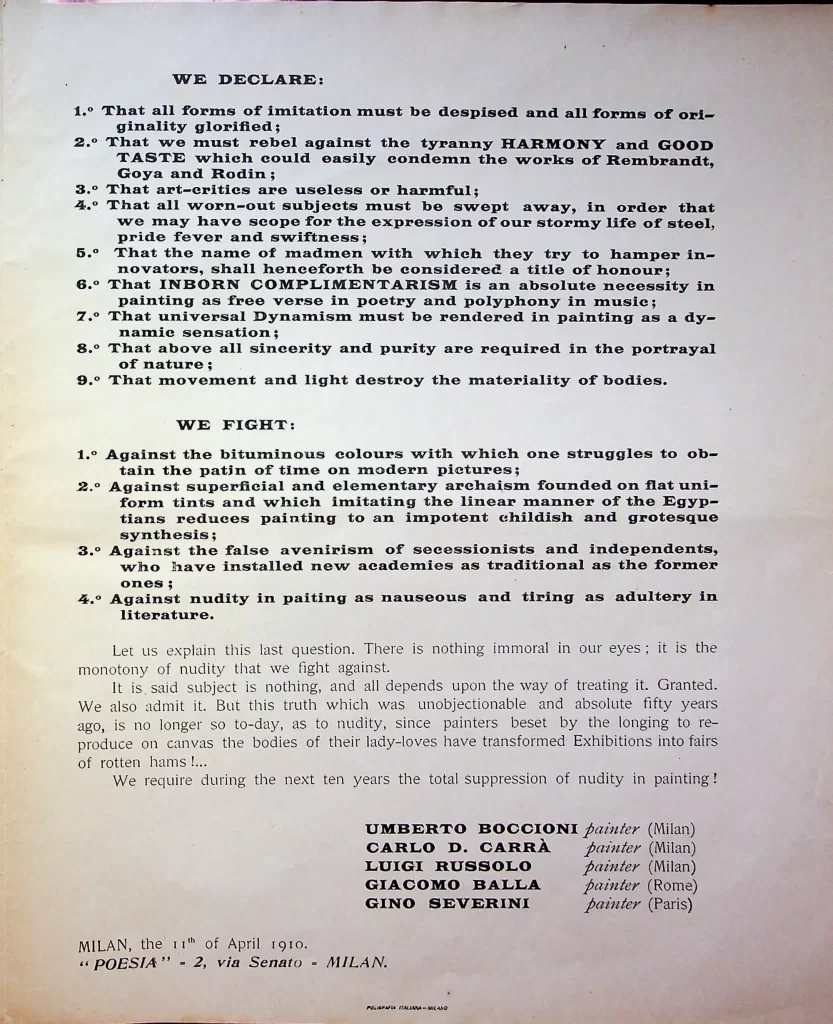 WE DECLARE:
1.º That all forms of imitation must be despised and all forms of ori-
ginality glorified;
2.º That we must rebel against the tyranny HARMONY and GOOD
TASTE which could easily condemn the works of Rembrandt,
Goya and Rodin;
3.º That art-critics are useless or harmful;
4.º That all worn-out subjects must be swept away, in order that
we may have scope for the expression of our stormy life of steel,
pride fever and swiftness;
5.º That the name of madmen with which they try to hamper in-
novators, shall henceforth be considered a title of honour;
6.º That INBORN COMPLIMENTARISM is an absolute necessity in
painting as free verse in poetry and polyphony in music;
7.º That universal Dynamism must be rendered in painting as a dy-
namic sensation;
8.º That above all sincerity and purity are required in the portrayal
of nature;
9.º That movement and light destroy the materiality of bodies.
WE FIGHT:
1.º Against the bituminous colours with which one struggles to ob-
tain the patin of time on modern pictures;
2.º Against superficial and elementary archaism founded on flat uni-
form tints and which imitating the linear manner of the Egyp-
tians reduces painting to an impotent childish and grotesque
synthesis;
3.º Against the false avenirism of secessionists and independents,
who have installed new academies as traditional as the former
ones;
4.º Against nudity in paiting as nauseous and tiring as adultery in
literature.
Let us explain this last question. There is nothing immoral in our eyes; it is the
monotony of nudity that we fight against.
It is said subject is nothing, and all depends upon the way of treating it. Granted.
We also admit it. But this truth which was unobjectionable and absolute fifty years
ago, is no longer so to-day, as to nudity, since painters beset by the longing to re-
produce on canvas the bodies of their lady-loves have transformed Exhibitions into fairs
of rotten hams!...
We require during the next ten years the total suppression of nudity in painting!
UMBERTO BOCCIONI painter (Milan)
CARLO D. CARRÀ painter (Milan)
LUIGI RUSSOLO painter (Milan)
GIACOMO BALLA painter (Rome)
GINO SEVERINI painter (Paris)
MILAN, the 11th of April 1910.
"POESIA" - 2, via Senato - MILAN.
POLIGRAFIA ITALIANA - MILANO